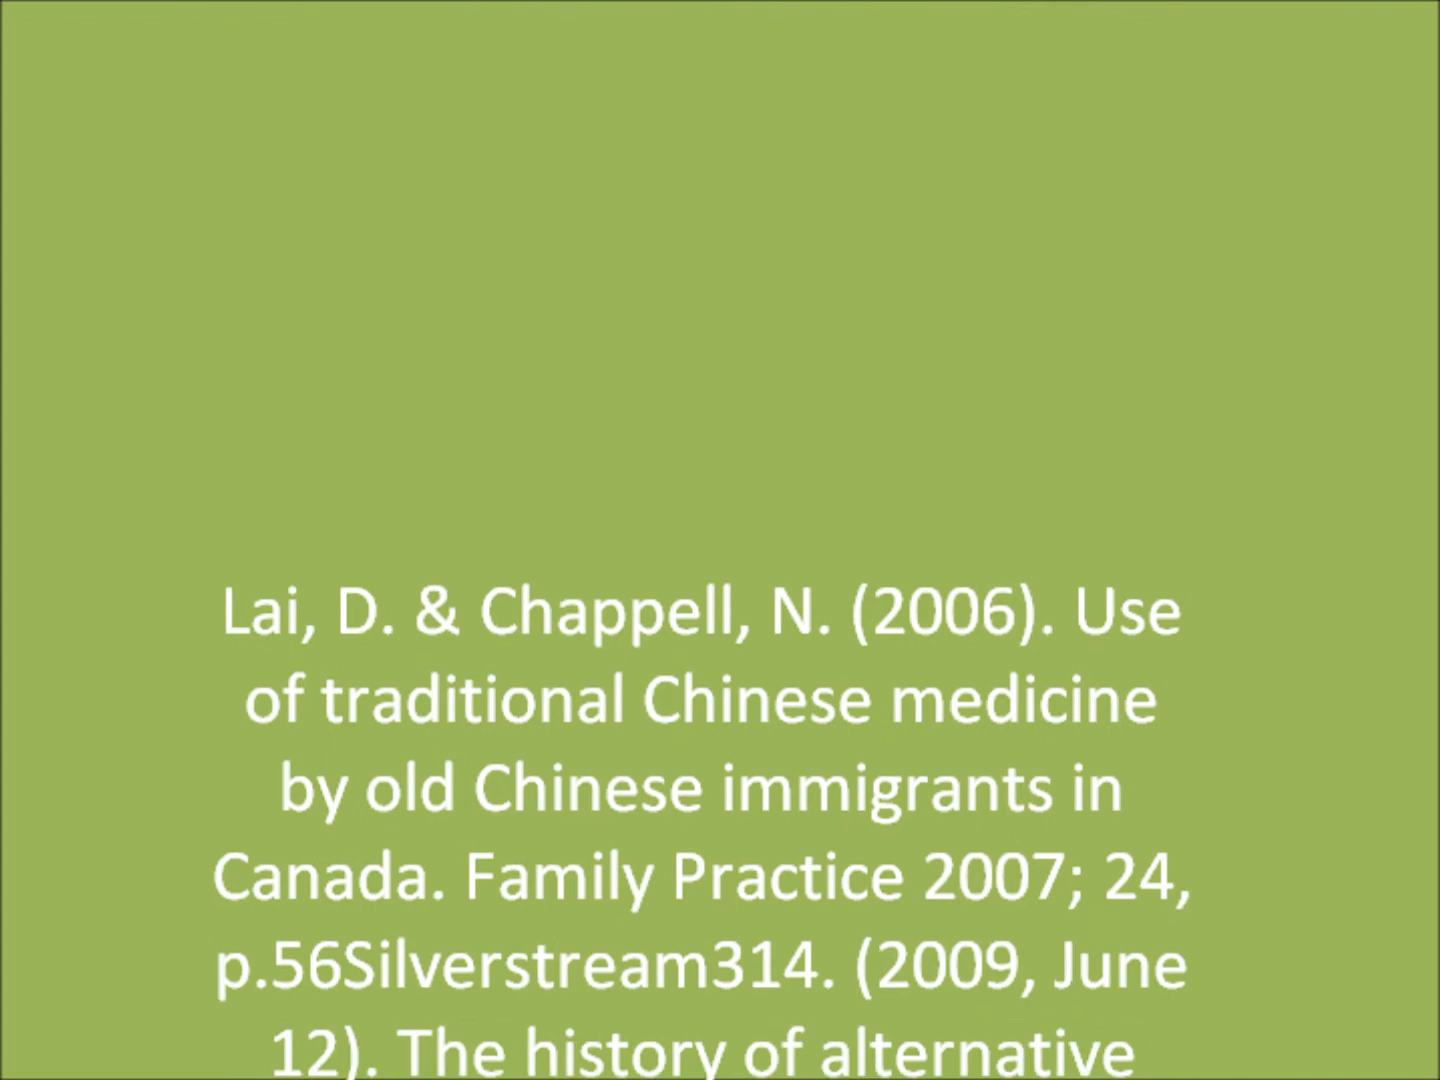 Lai, D. & Chappell, N. (2006). Use
of traditional Chinese medicine
by old Chinese immigrants in
Canada. Family Practice 2007; 24,
p.56Silverstream314. (2009, June
12). The history of alternative